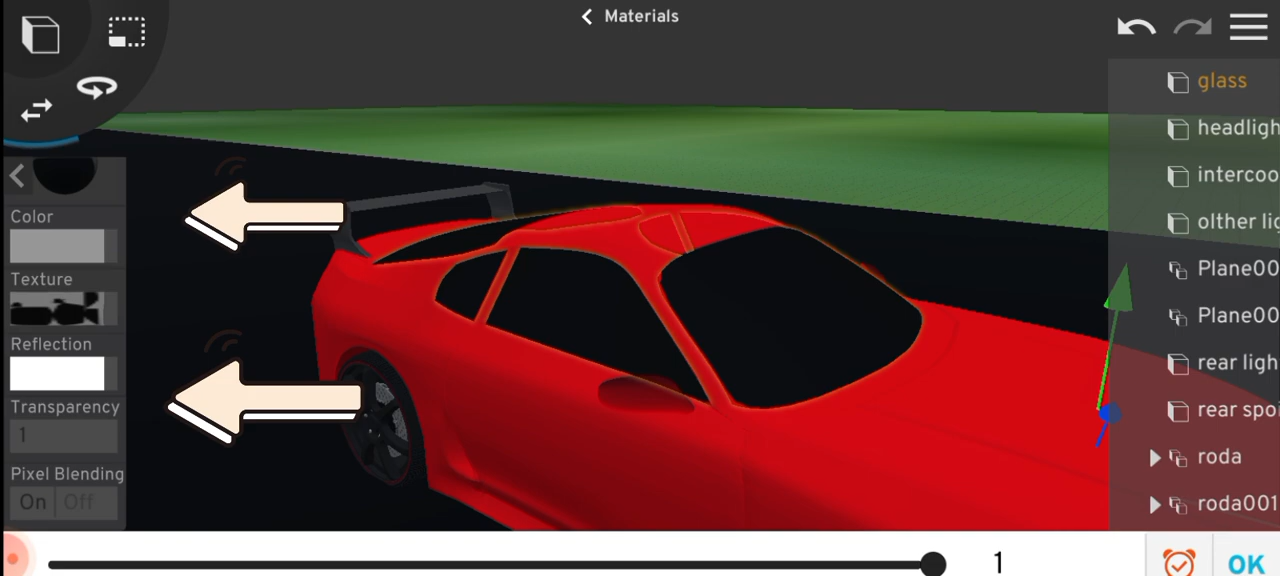 Materials
glass
headligh
intercoo
olther lig
Plane00
Plane00
rear ligh
rear spoi
roda
roda001
Color
Texture
Reflection
Transparency
1
Pixel Blending
On Off
1
OK